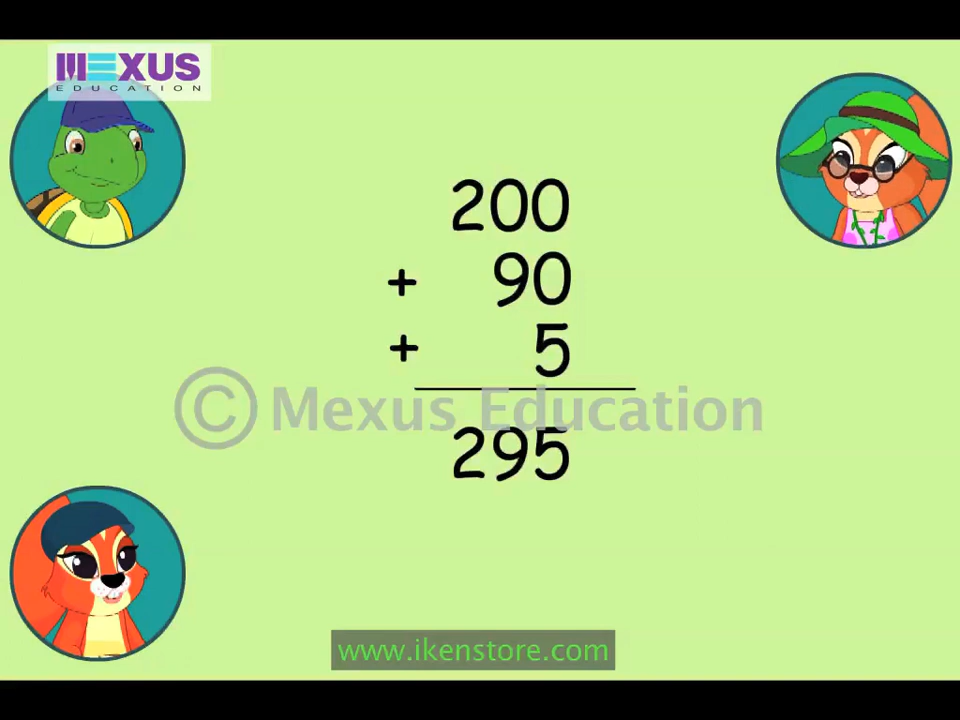 MEXUS
EDUCATION
200
+ 90
+ 5
© Mexus Education
295
www.ikenstore.com